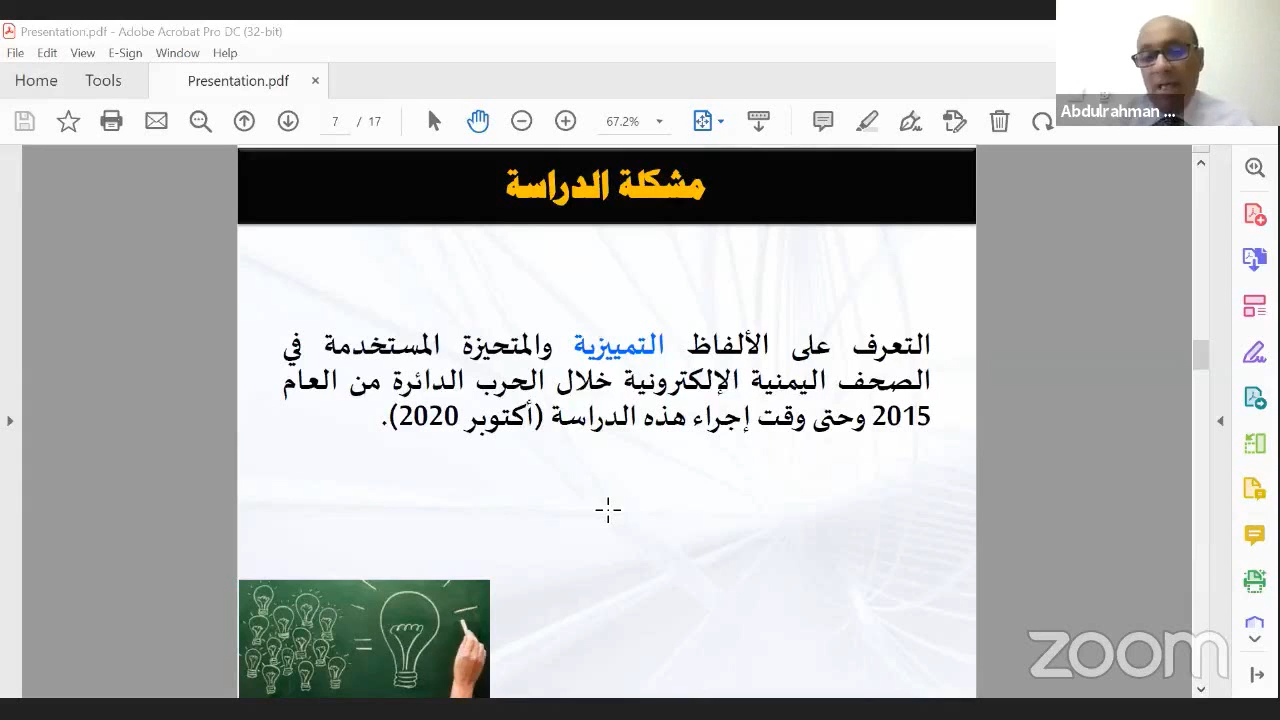 Presentation.pdf - Adobe Acrobat Pro DC (32-bit)
File Edit View E-Sign Window Help
Home Tools Presentation.pdf ×
7 / 17 67.2%
Abdulrahman ...
مشكلة الدراسة
التعرف على الألفاظ التمييزية والمتحيزة المستخدمة في
الصحف اليمنية الإلكترونية خلال الحرب الدائرة من العام
2015 وحتى وقت إجراء هذه الدراسة (أكتوبر 2020).
zoom